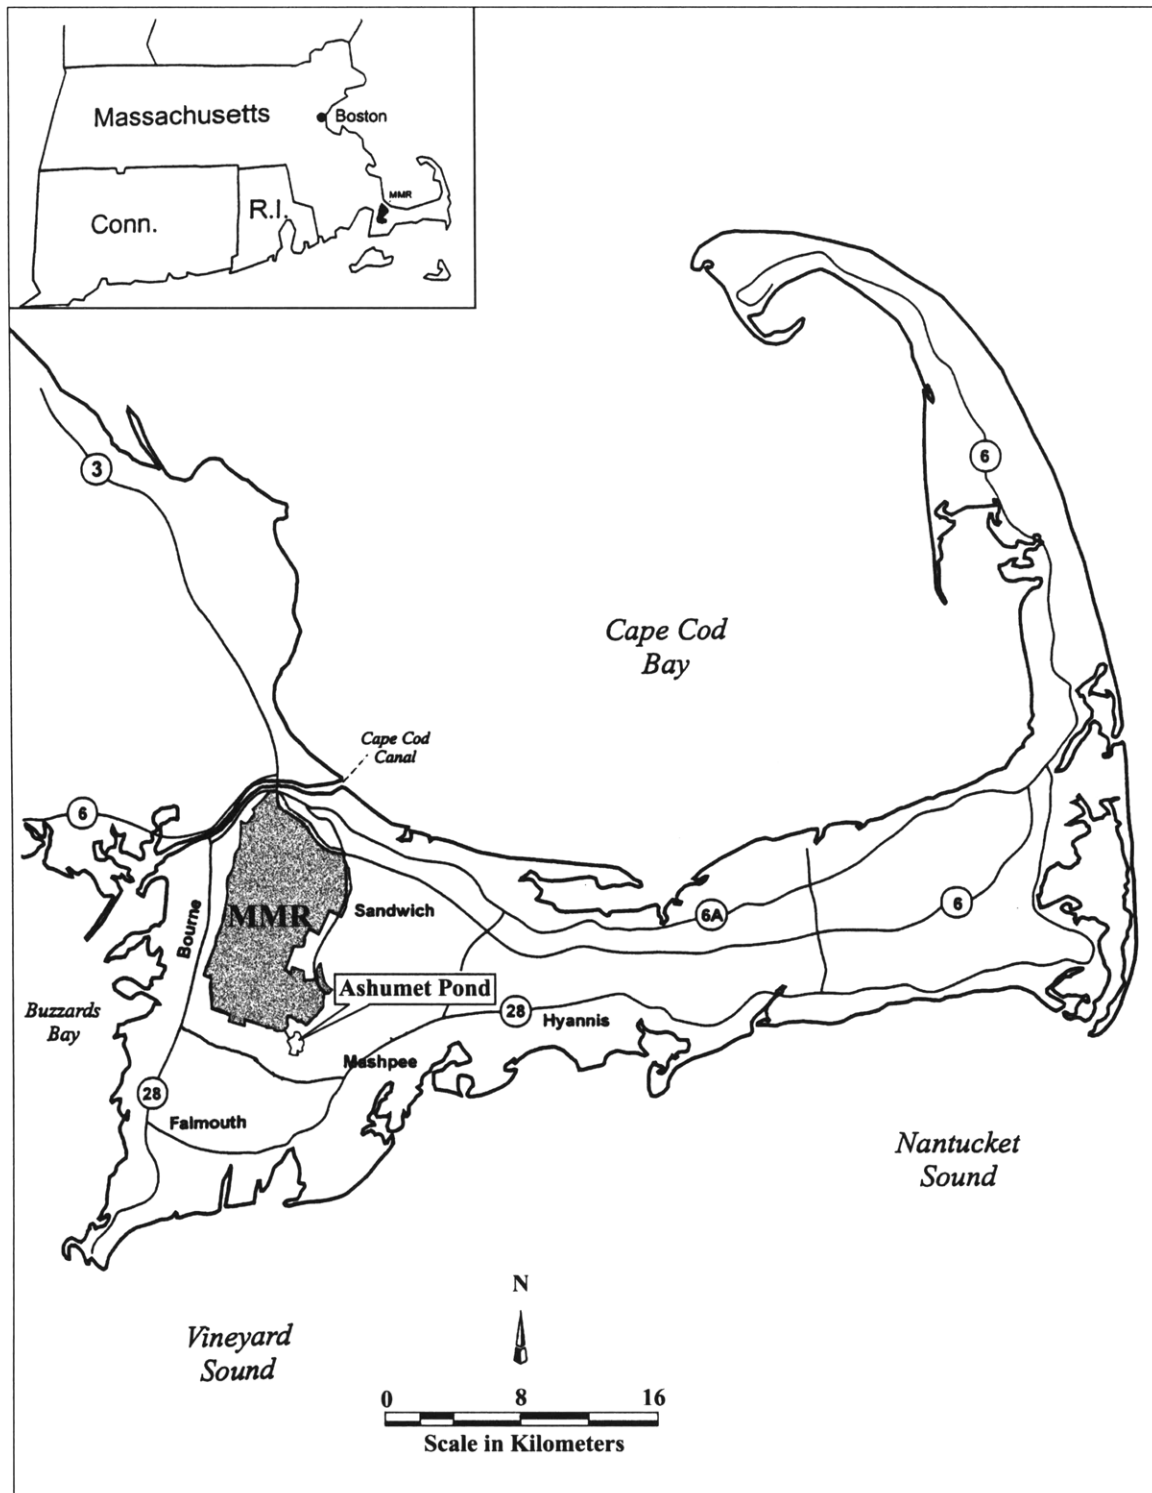 Massachusetts
Boston
MMR
Conn.
R.I.
3
6
Cape Cod
Bay
Cape Cod
Canal
6
MMR
Bourne
Sandwich
6A
6
Ashumet Pond
Buzzards
Bay
28
Hyannis
Mashpee
28
Falmouth
Nantucket
Sound
N
Vineyard
Sound
0 8 16
Scale in Kilometers